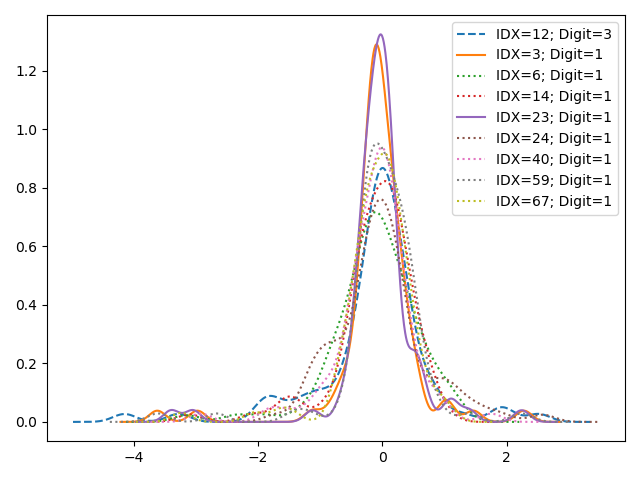 IDX=12; Digit=3
IDX=3; Digit=1
IDX=6; Digit=1
IDX=14; Digit=1
IDX=23; Digit=1
IDX=24; Digit=1
IDX=40; Digit=1
IDX=59; Digit=1
IDX=67; Digit=1
1.2
1.0
0.8
0.6
0.4
0.2
0.0
−4 −2 0 2